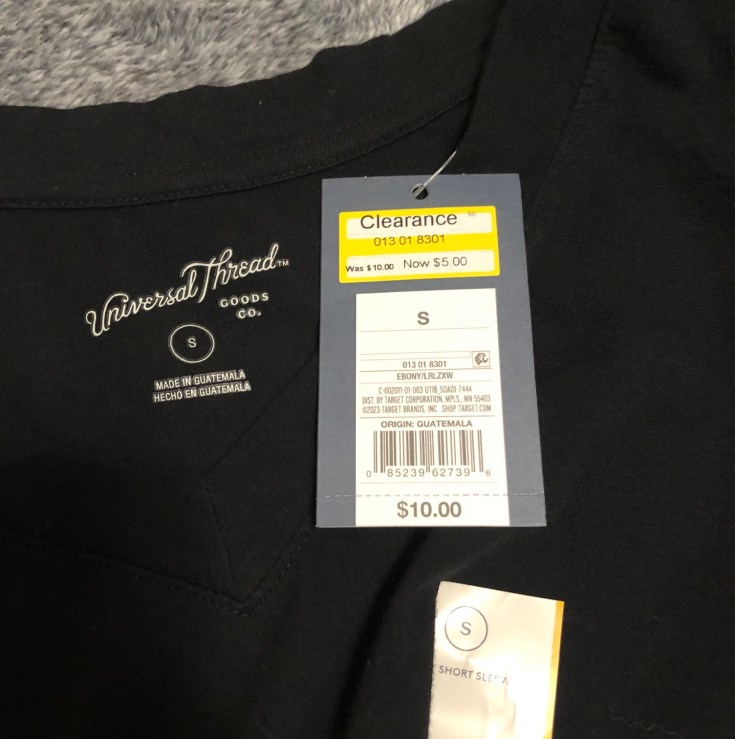 Universal Thread™
GOODS
CO.
S
MADE IN GUATEMALA
HECHO EN GUATEMALA
Clearance
013 01 8301
Was $10.00 Now $5.00
S
013 01 8301
EBONY/LRLZXW
DIST. BY TARGET CORPORATION, MPLS., MN 55403
©2023 TARGET BRANDS, INC. SHOP TARGET.COM
ORIGIN: GUATEMALA
0 85239 62739 6
$10.00
S
SHORT